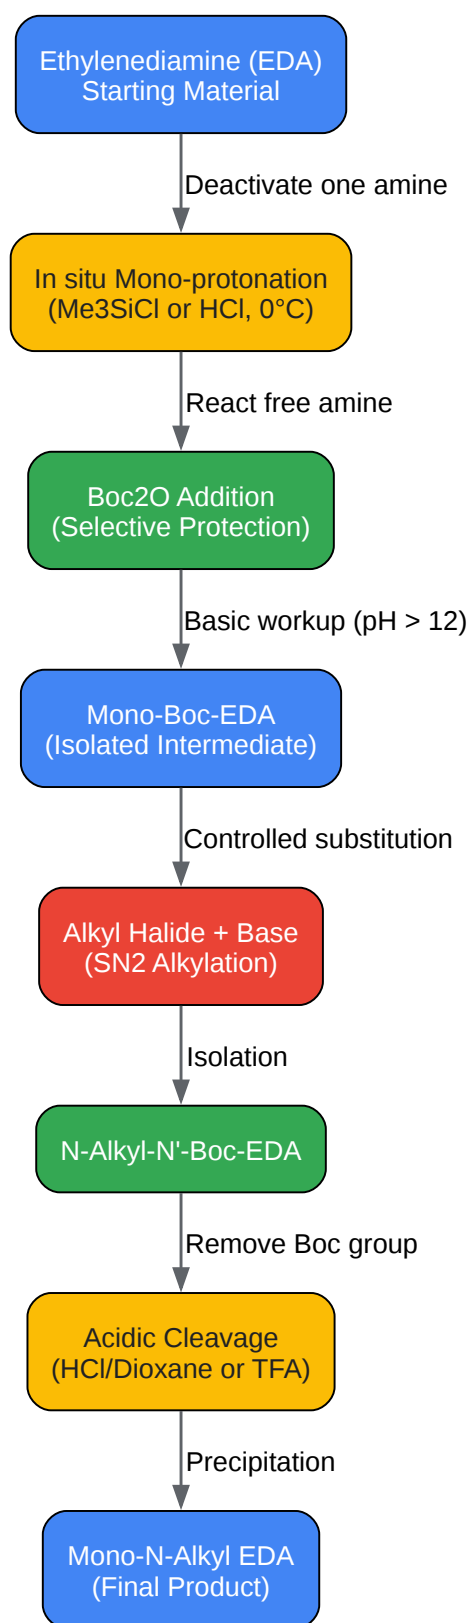 Ethylenediamine (EDA)
Starting Material
Deactivate one amine
In situ Mono-protonation
(Me3SiCl or HCl, 0°C)
React free amine
Boc2O Addition
(Selective Protection)
Basic workup (pH > 12)
Mono-Boc-EDA
(Isolated Intermediate)
Controlled substitution
Alkyl Halide + Base
(SN2 Alkylation)
Isolation
N-Alkyl-N'-Boc-EDA
Remove Boc group
Acidic Cleavage
(HCl/Dioxane or TFA)
Precipitation
Mono-N-Alkyl EDA
(Final Product)